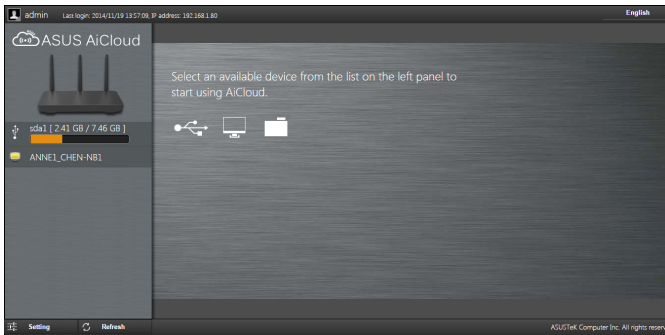 admin Last login: 2014/11/19 13:57:09, IP address: 192.168.1.80
English
ASUS AiCloud
Select an available device from the list on the left panel to
start using AiCloud.
sda1 [ 2.41 GB / 7.46 GB ]
ANNE1_CHEN-NB1
Setting Refresh
ASUSTeK Computer Inc. All rights reser